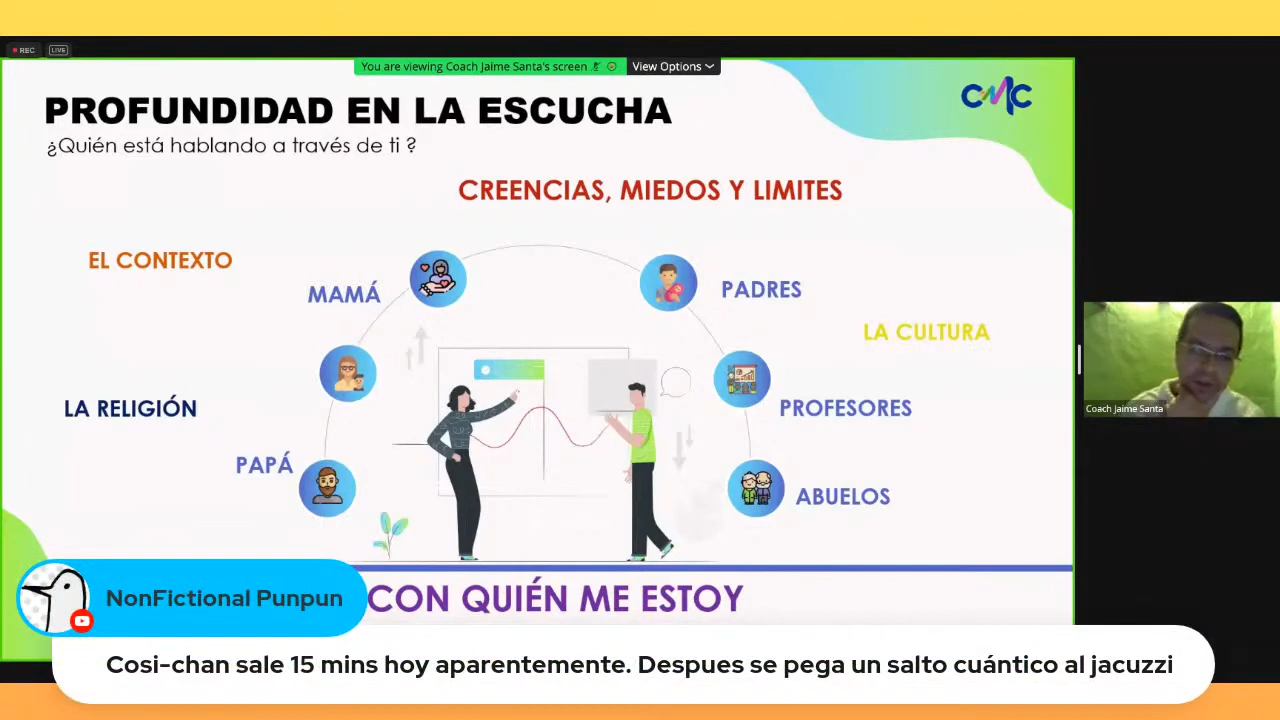 REC
LIVE
You are viewing Coach Jaime Santa's screen
View Options
CMC
PROFUNDIDAD EN LA ESCUCHA
¿Quién está hablando a través de ti ?
CREENCIAS, MIEDOS Y LIMITES
EL CONTEXTO
MAMÁ
PADRES
LA CULTURA
LA RELIGIÓN
PROFESORES
PAPÁ
ABUELOS
Coach Jaime Santa
CON QUIÉN ME ESTOY
NonFictional Punpun
Cosi-chan sale 15 mins hoy aparentemente. Despues se pega un salto cuántico al jacuzzi